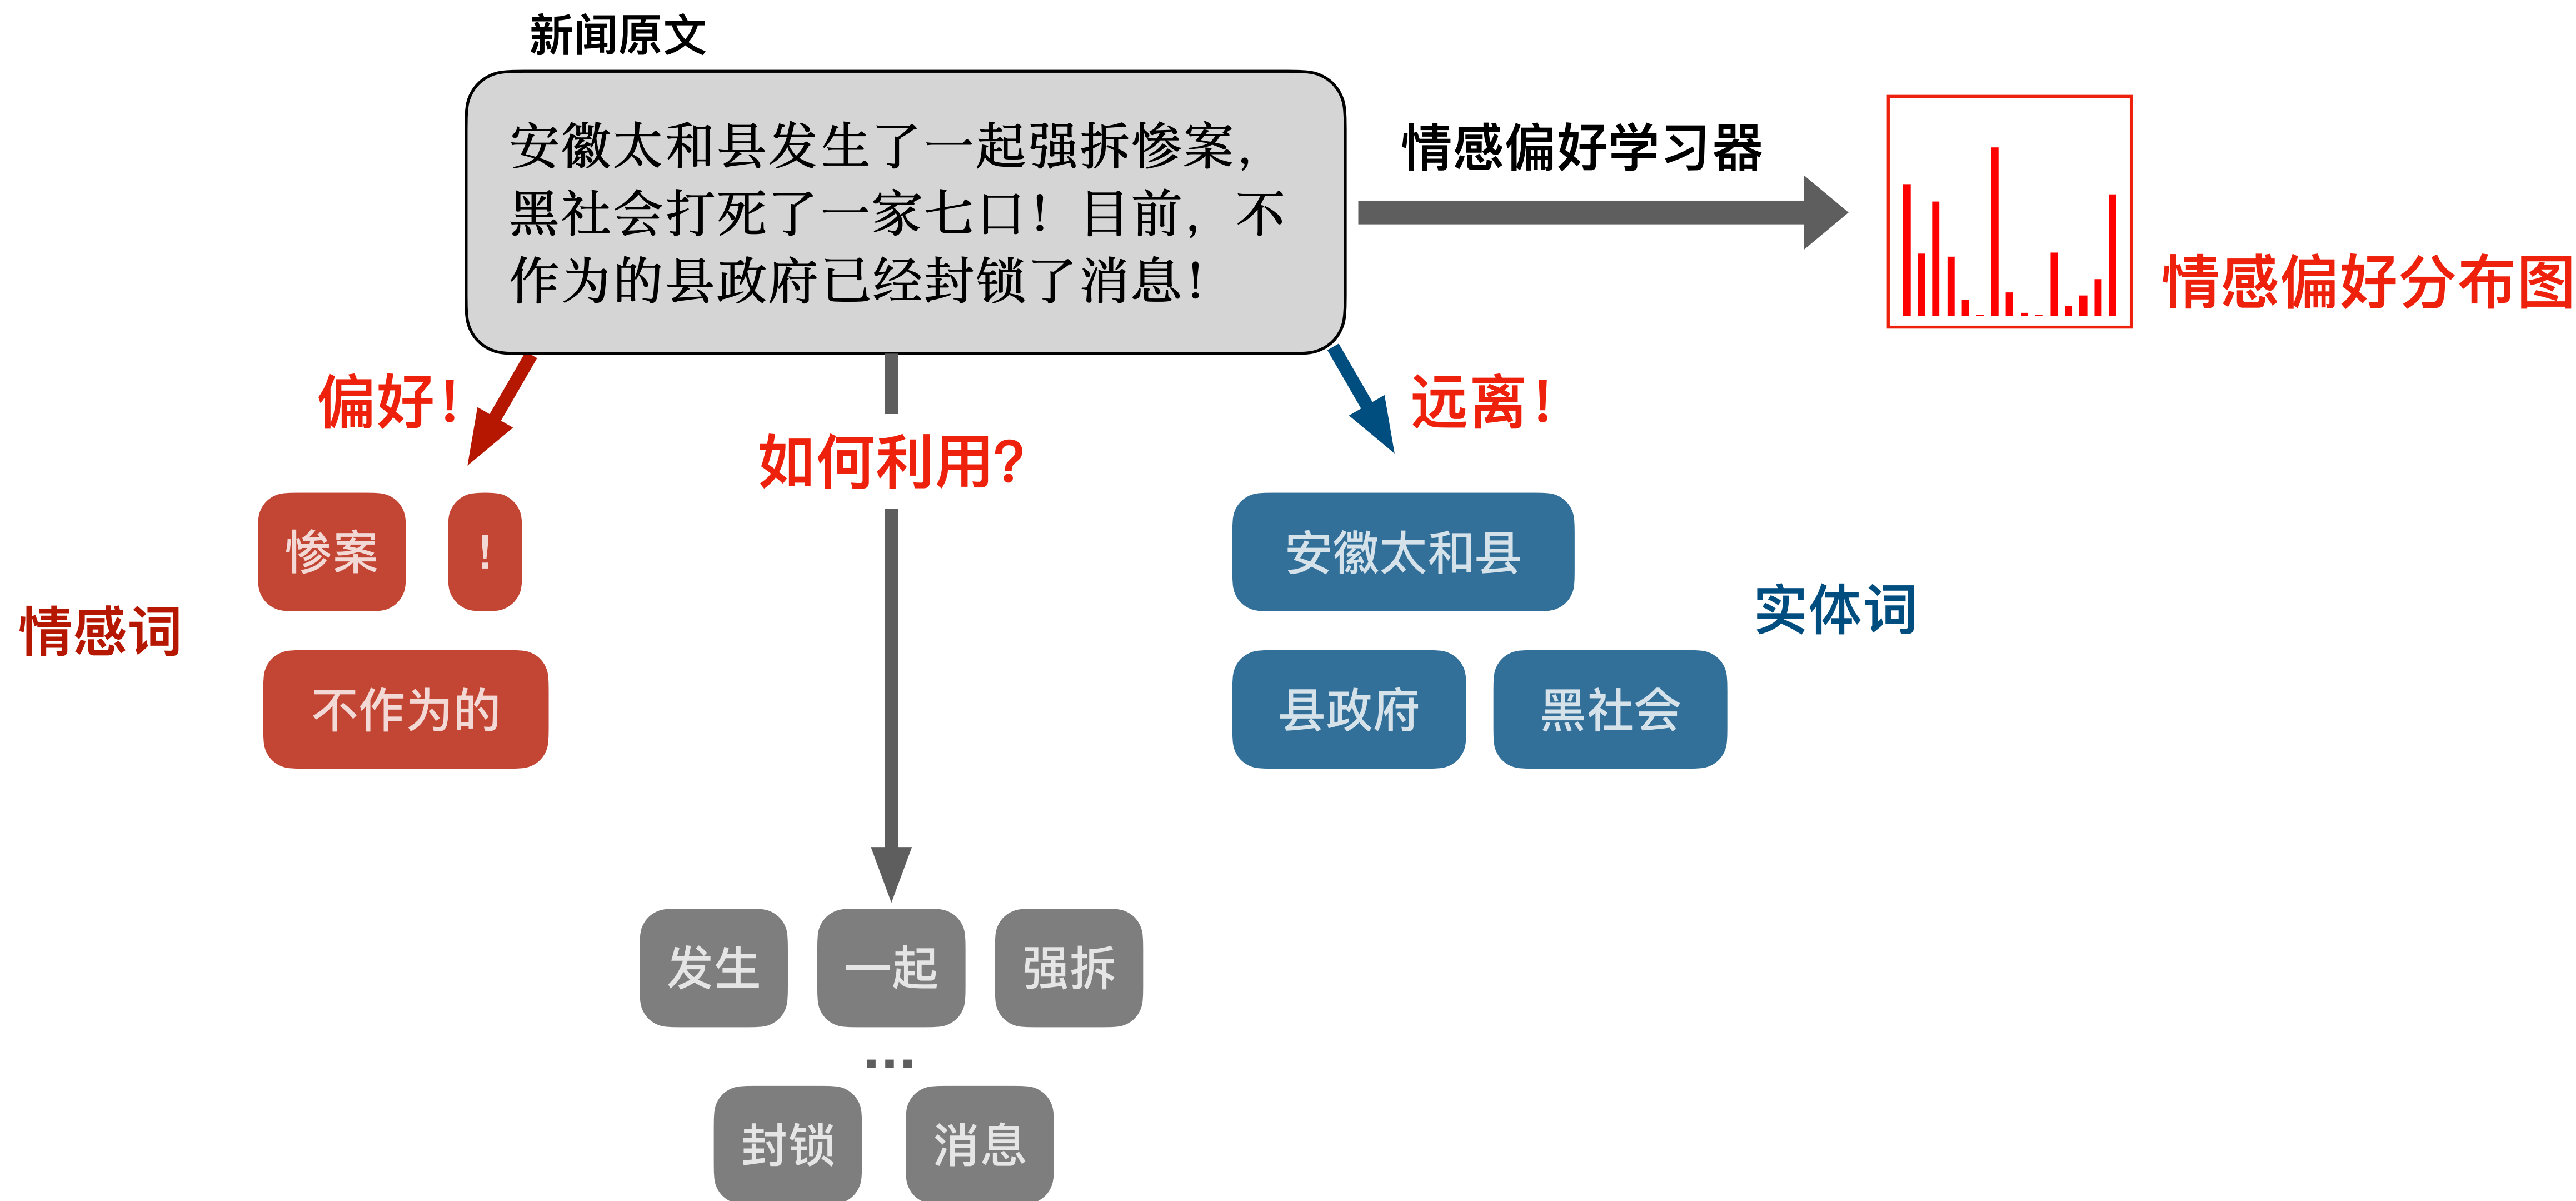 新闻原文
安徽太和县发生了一起强拆惨案，
黑社会打死了一家七口！目前，不
作为的县政府已经封锁了消息！
情感偏好学习器
情感偏好分布图
偏好！
如何利用?
远离！
惨案
！
不作为的
情感词
安徽太和县
县政府
黑社会
实体词
发生
一起
强拆
...
封锁
消息